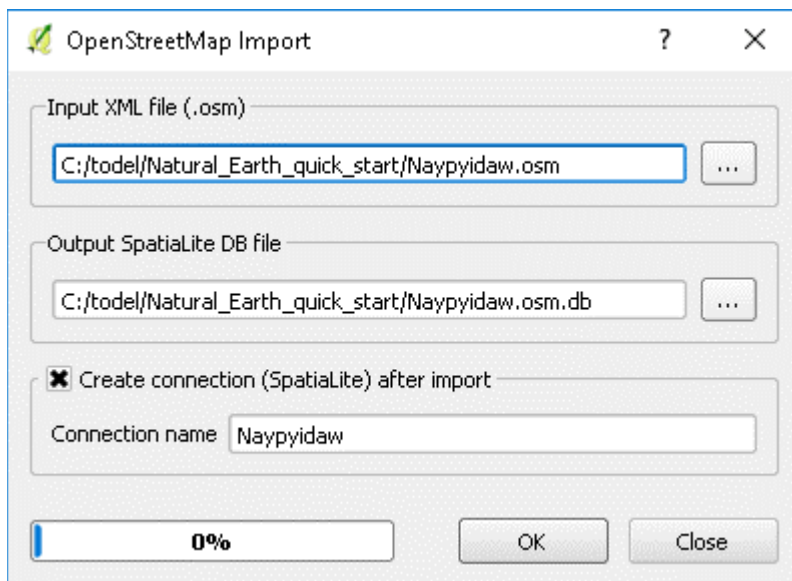 OpenStreetMap Import
?
Input XML file (.osm)
C:/todel/Natural_Earth_quick_start/Naypyidaw.osm
...
Output SpatiaLite DB file
C:/todel/Natural_Earth_quick_start/Naypyidaw.osm.db
...
Create connection (SpatiaLite) after import
Connection name Naypyidaw
0%
OK
Close